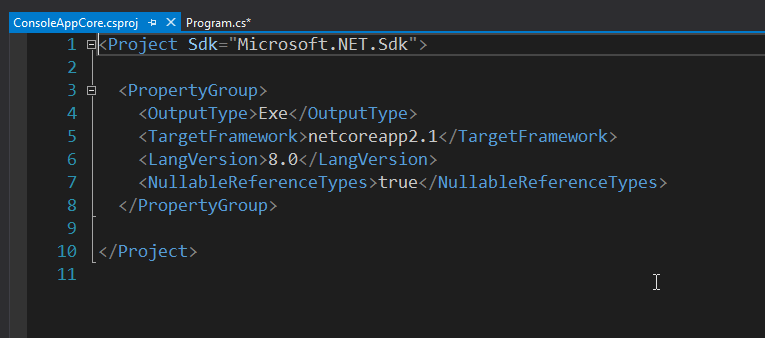 ConsoleAppCore.csproj Program.cs*
1 <Project Sdk="Microsoft.NET.Sdk">
2
3 <PropertyGroup>
4 <OutputType>Exe</OutputType>
5 <TargetFramework>netcoreapp2.1</TargetFramework>
6 <LangVersion>8.0</LangVersion>
7 <NullableReferenceTypes>true</NullableReferenceTypes>
8 </PropertyGroup>
9
10 </Project>
11